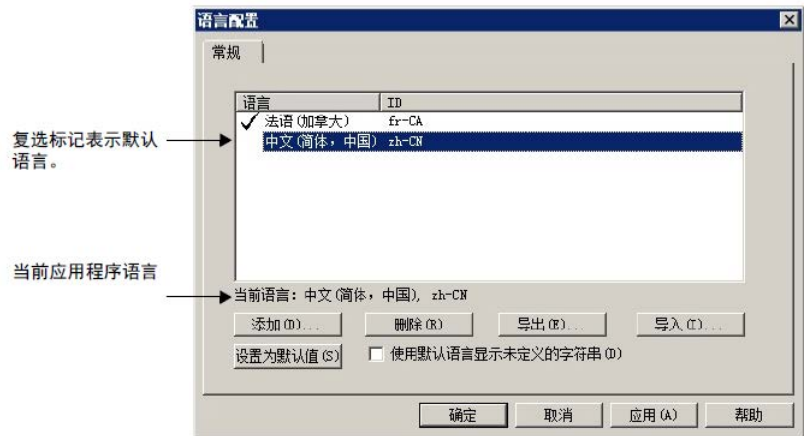 语言配置
常规
语言 ID
法语(加拿大) fr-CA
复选标记表示默认
语言。
中文(简体，中国) zh-CN
当前应用程序语言
当前语言：中文(简体，中国), zh-CN
添加(D)... 删除(R) 导出(E)... 导入(I)...
设置为默认值(S) 使用默认语言显示未定义的字符串(D)
确定 取消 应用(A) 帮助